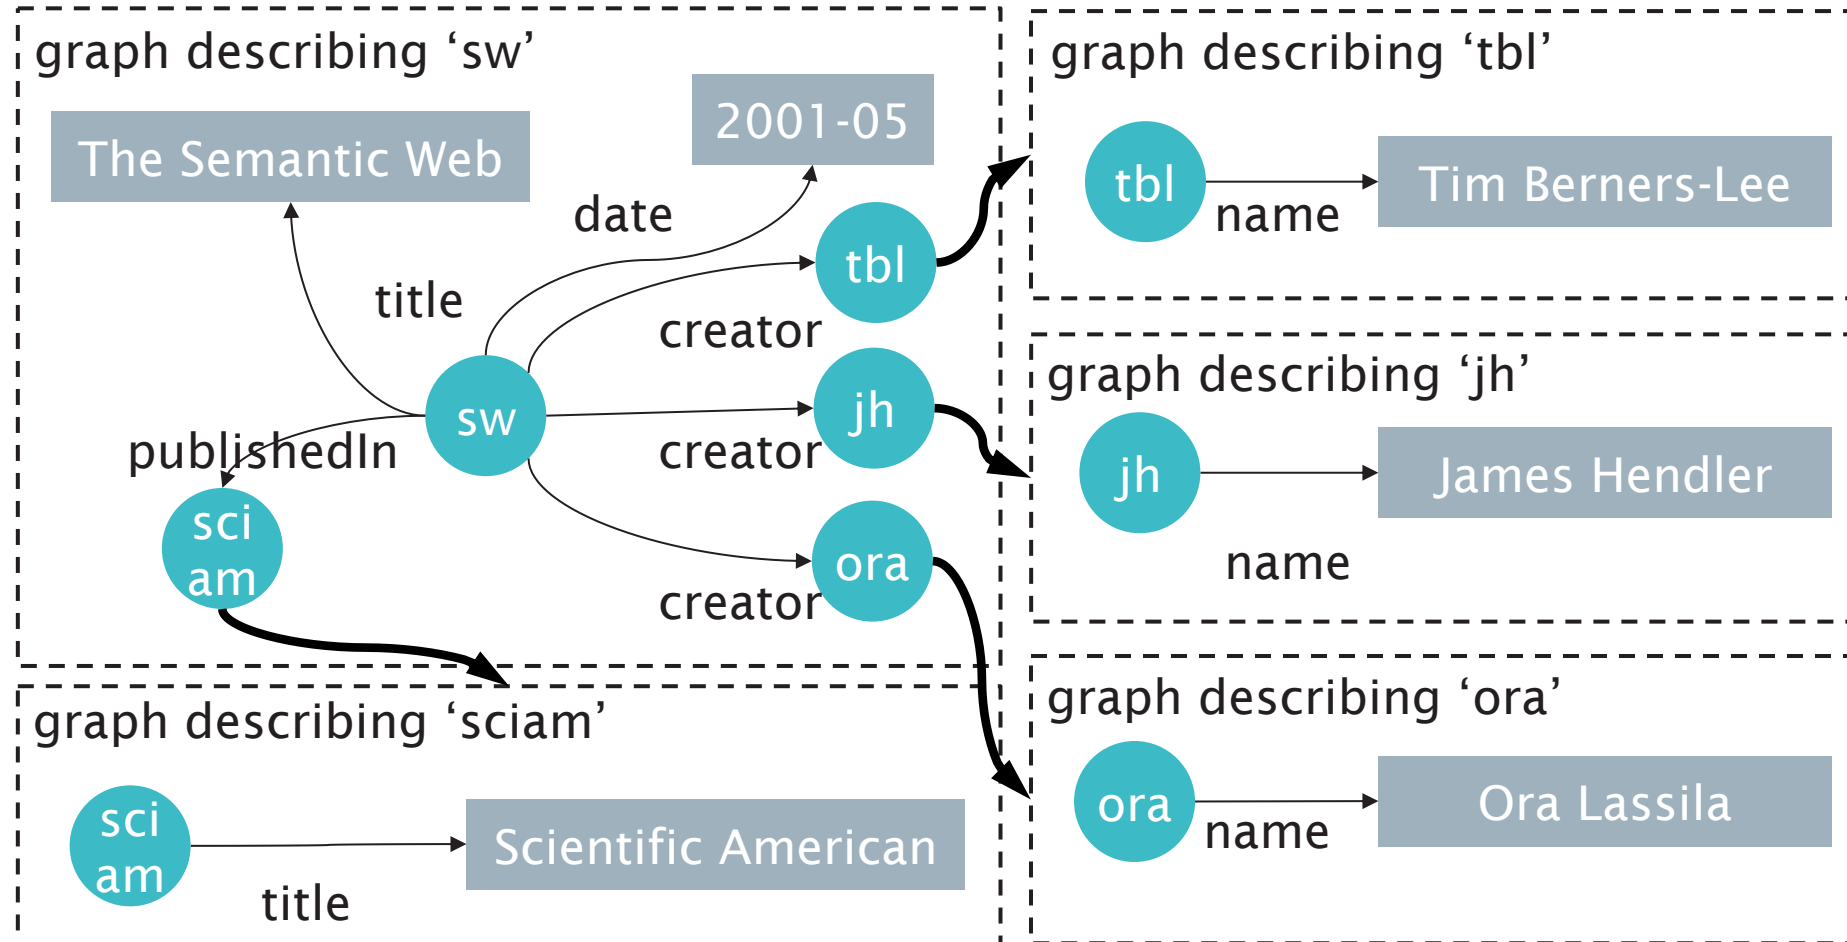 graph describing ‘sw’
The Semantic Web
2001-05
date
title
tbl
creator
sw
jh
creator
publishedIn
sci
am
ora
creator
graph describing ‘tbl’
tbl
name
Tim Berners-Lee
graph describing ‘jh’
jh
James Hendler
name
graph describing ‘sciam’
sci
am
Scientific American
title
graph describing ‘ora’
ora
name
Ora Lassila